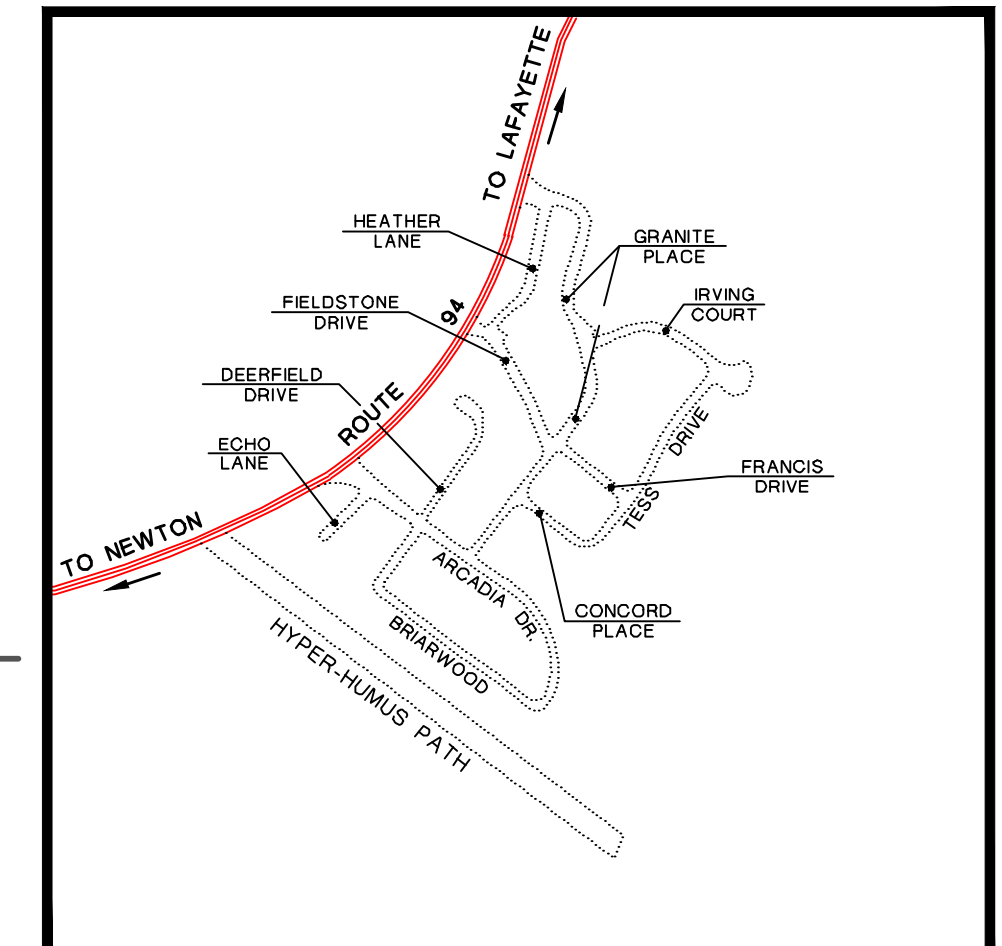 TO LAFAYETTE
HEATHER
LANE
GRANITE
PLACE
IRVING
COURT
FIELDSTONE
DRIVE
94
DEERFIELD
DRIVE
ROUTE
DRIVE
ECHO
LANE
FRANCIS
DRIVE
TESS
TO NEWTON
ARCADIA DR.
CONCORD
PLACE
BRIARWOOD
HYPER-HUMUS PATH